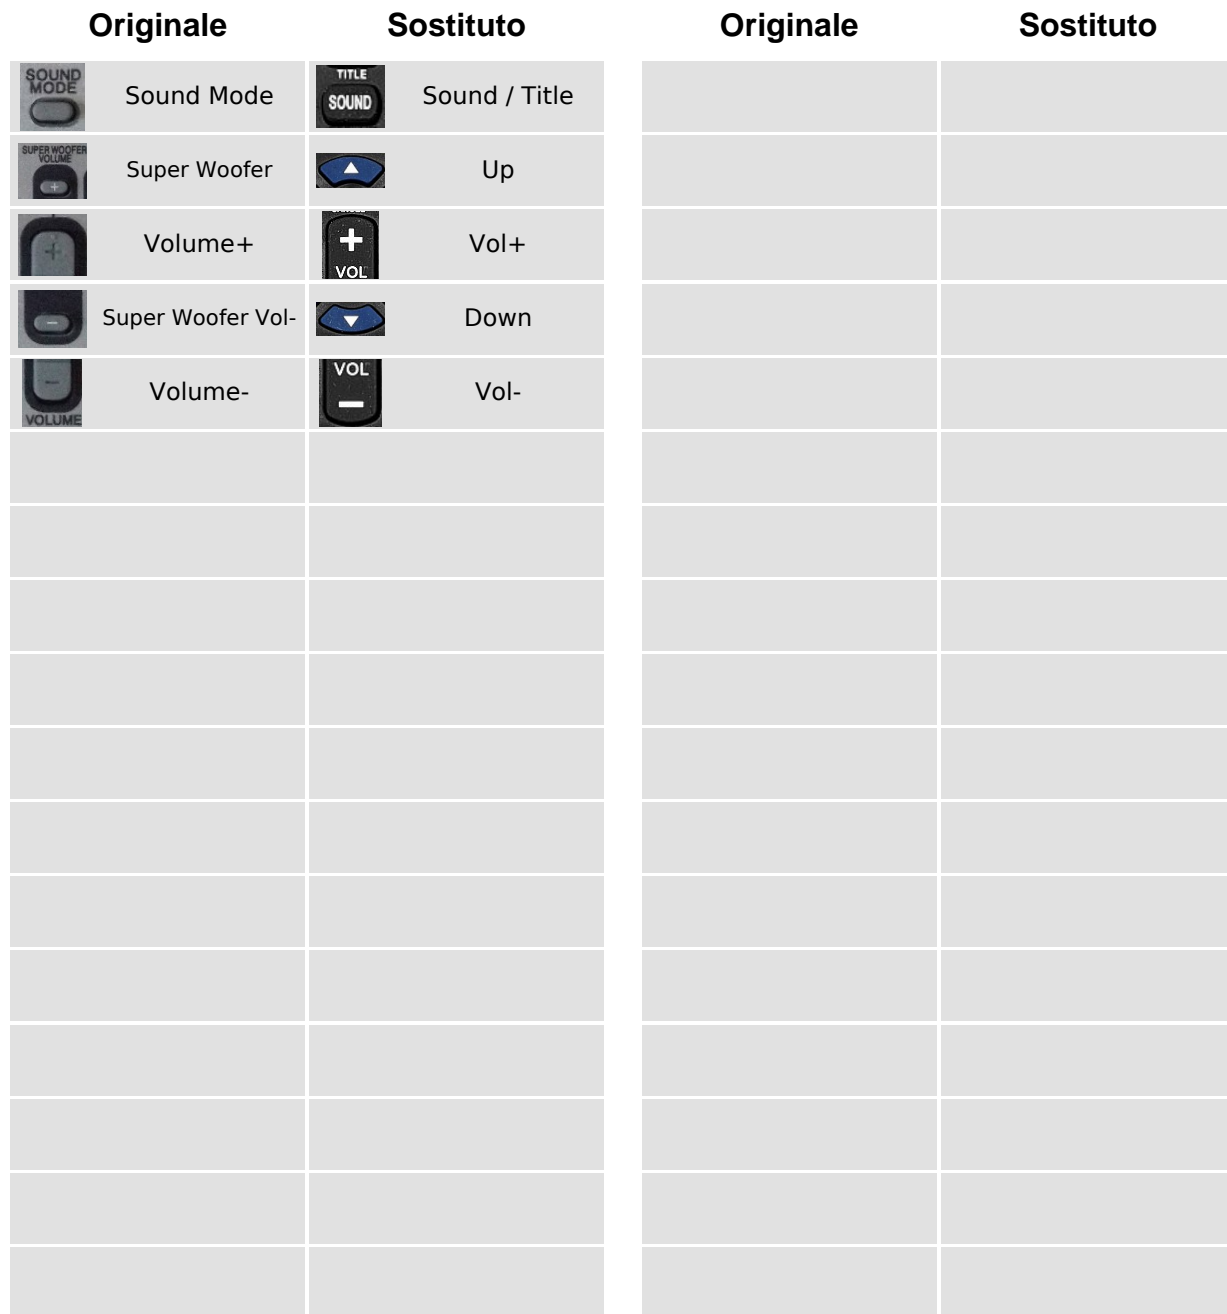 Originale Sostituto Originale Sostituto
SOUND
MODE
Sound Mode
TITLE
SOUND
Sound / Title
SUPER WOOFER
VOLUME
+
Super Woofer
Up
+
Volume+
+
VOL
Vol+
-
Super Woofer Vol-
Down
-
VOLUME
Volume-
VOL
-
Vol-